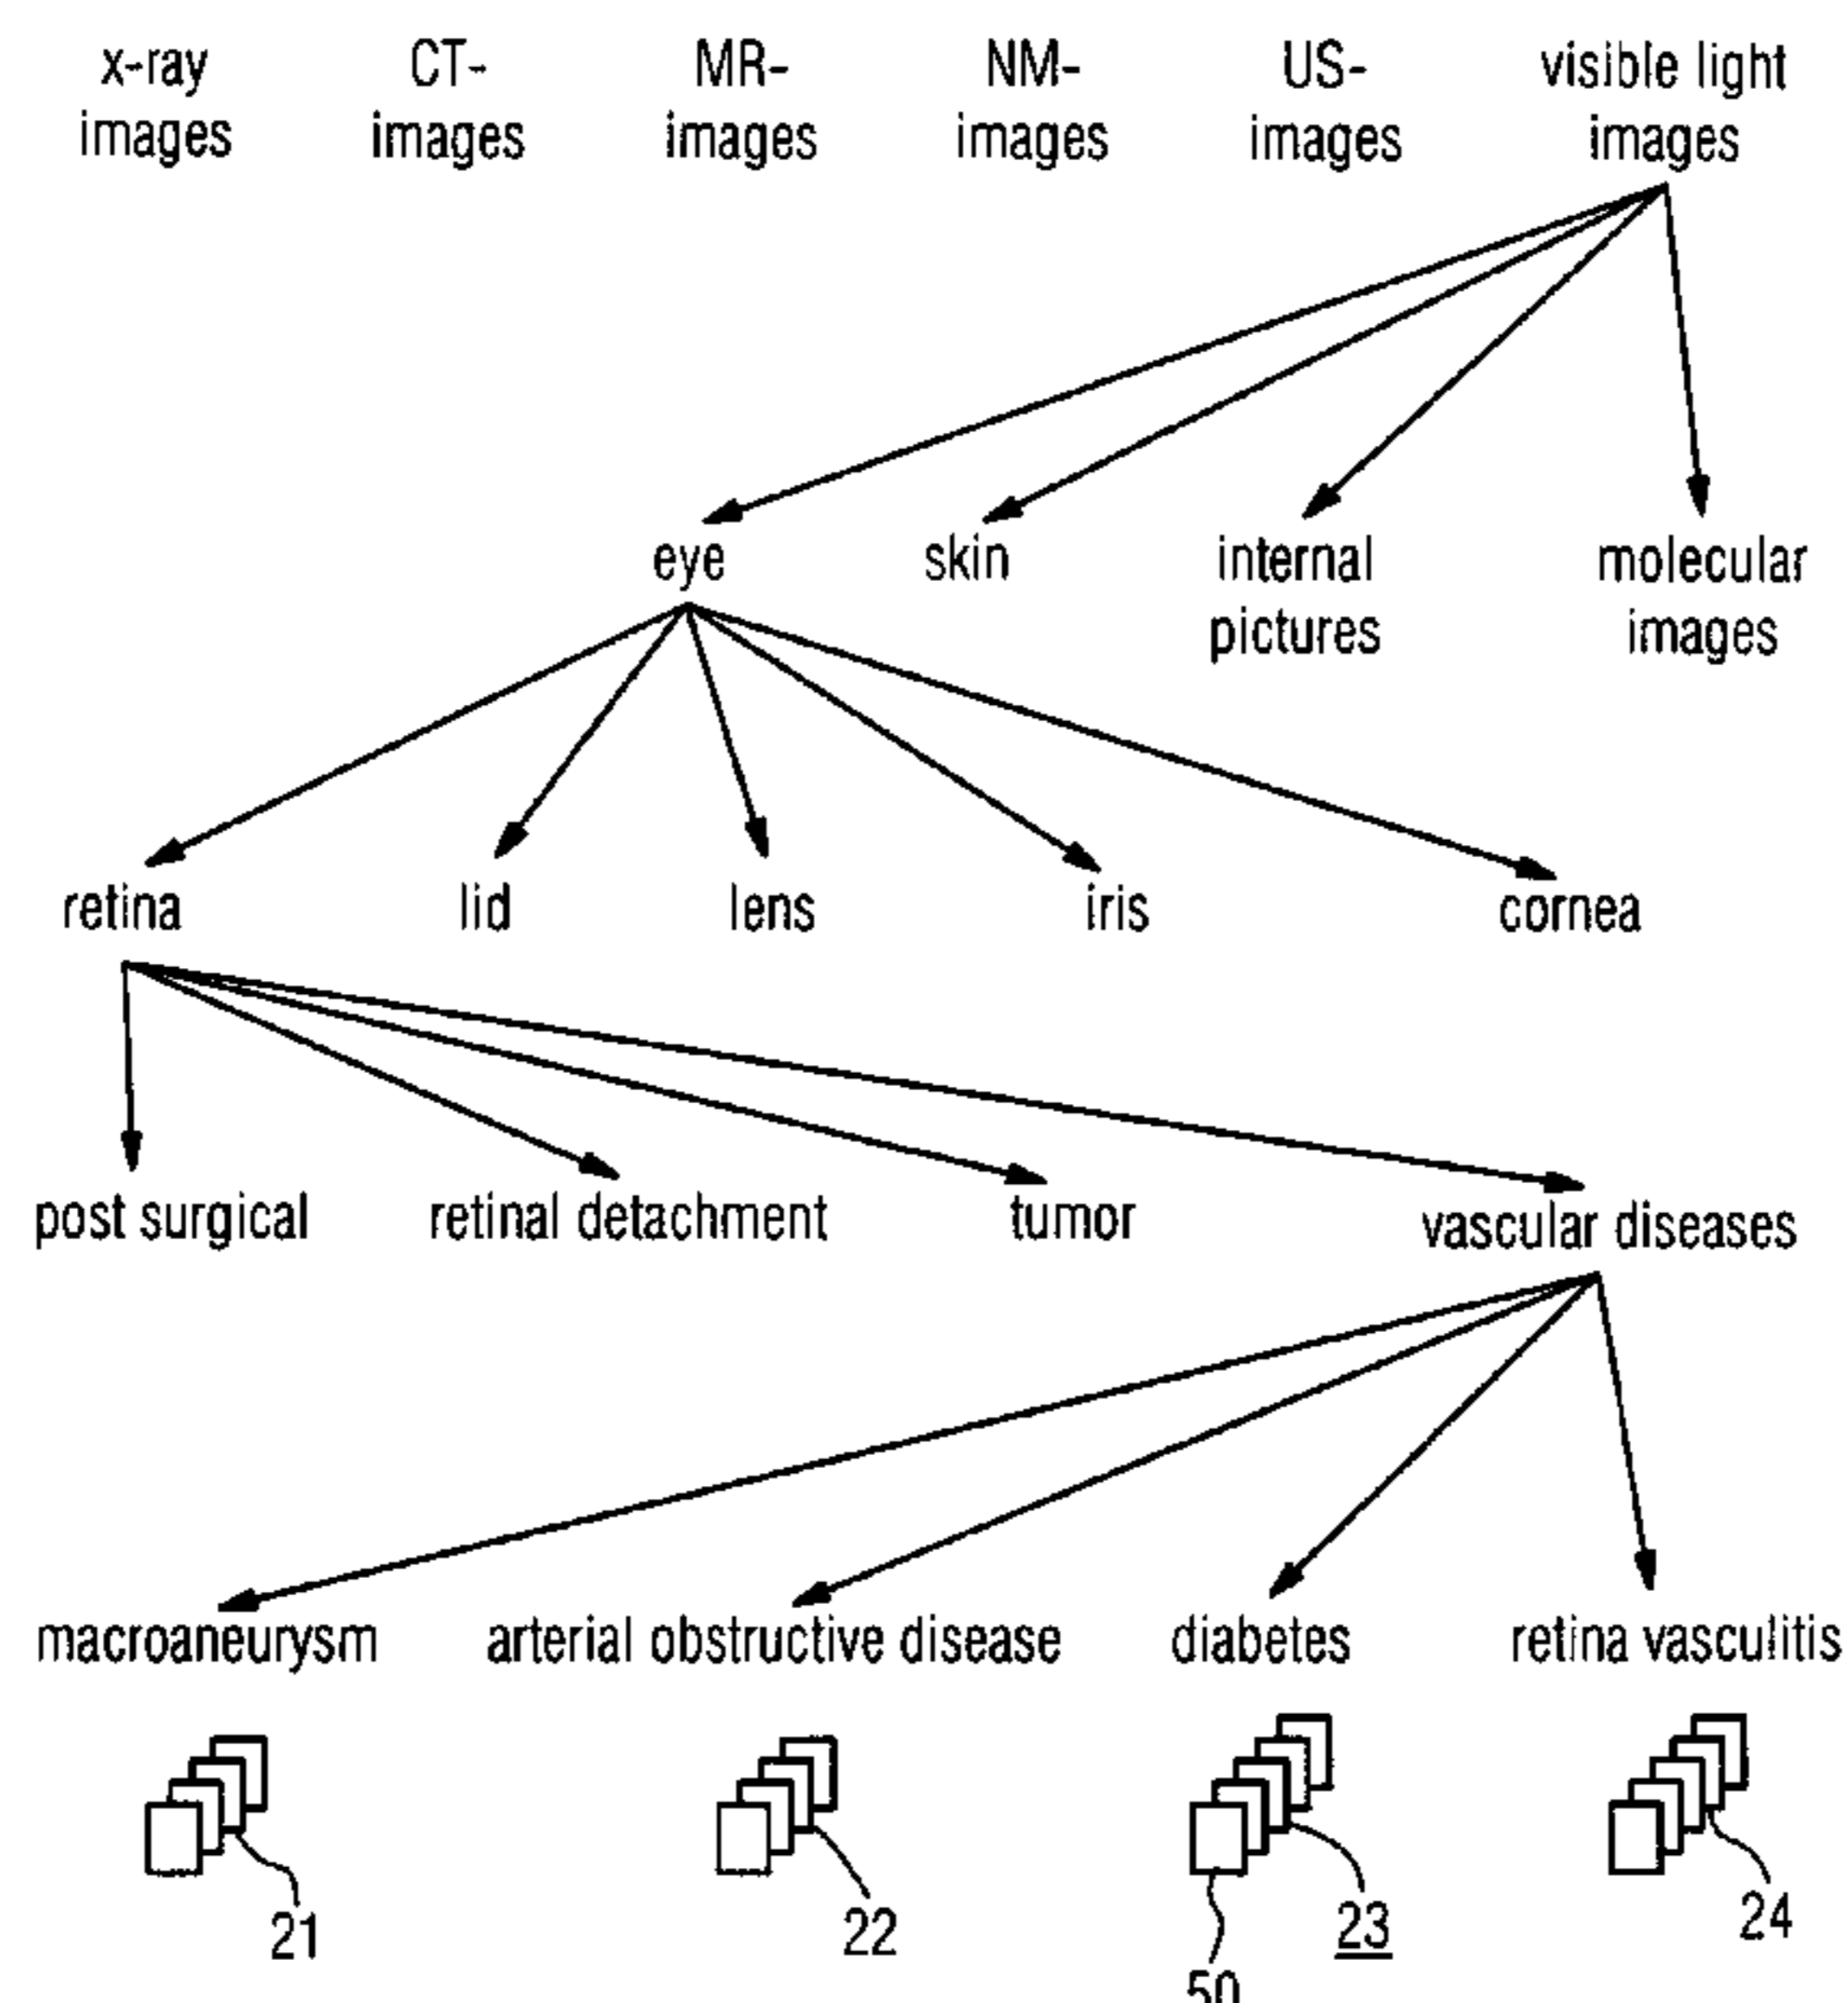 x-ray images
CT- images
MR- images
NM- images
US- images
visible light images
eye
skin
internal pictures
molecular images
retina
lid
lens
iris
cornea
post surgical
retinal detachment
tumor
vascular diseases
macroaneurysm
arterial obstructive disease
diabetes
retina vasculitis
21
22
23
24
50